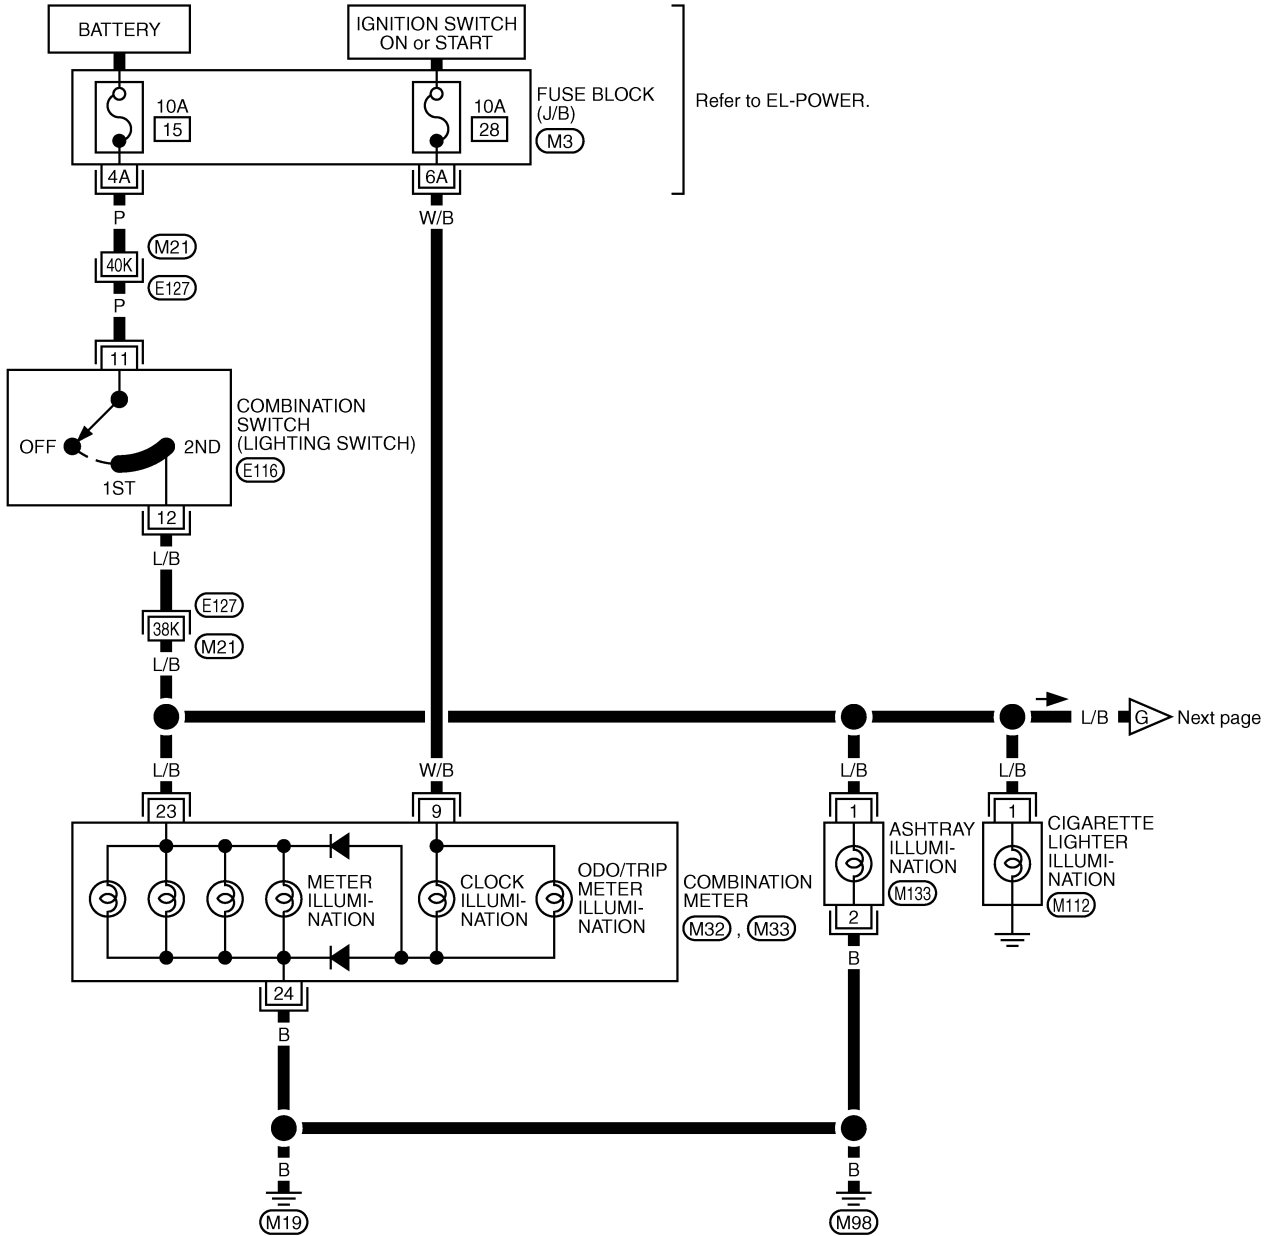 BATTERY
IGNITION SWITCH
ON or START
10A
15
10A
28
FUSE BLOCK
(J/B)
M3
Refer to EL-POWER.
4A
6A
P
W/B
M21
40K
E127
P
11
OFF
2ND
1ST
COMBINATION
SWITCH
(LIGHTING SWITCH)
E116
12
L/B
E127
38K
M21
L/B
L/B
G
Next page
L/B
W/B
L/B
L/B
23
9
1
1
METER
ILLUMI-
NATION
CLOCK
ILLUMI-
NATION
ODO/TRIP
METER
ILLUMI-
NATION
COMBINATION
METER
M32 , M33
ASHTRAY
ILLUMI-
NATION
M133
CIGARETTE
LIGHTER
ILLUMI-
NATION
M112
2
24
B
B
B
B
M19
M98